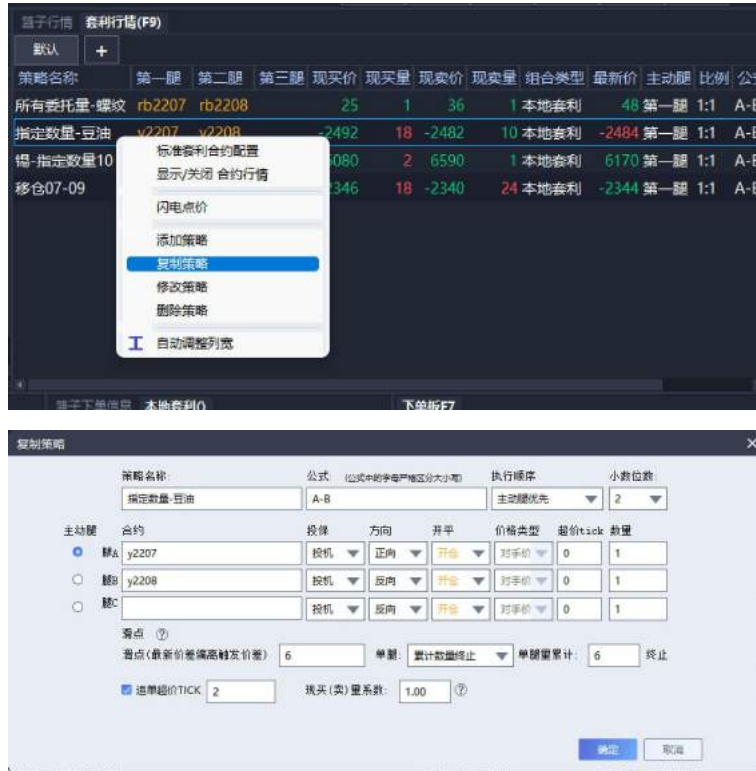 篮子行情 套利行情(F9)
默认 +
策略名称 第一腿 第二腿 第三腿 现买价 现买量 现卖价 现卖量 组合类型 最新价 主动腿 比例
所有委托量-螺纹 rb2207 rb2208 25 1 36 1 本地套利 48 第一腿 1:1
指定数量-豆油 y2207 y2208 -2492 18 -2482 10 本地套利 -2484 第一腿 1:1
锡-指定数量10 6080 2 6590 1 本地套利 6170 第一腿 1:1
移仓07-09 2346 18 -2340 24 本地套利 -2344 第一腿 1:1
标准套利合约配置
显示/关闭 合约行情
闪电点价
添加策略
复制策略
修改策略
删除策略
自动调整列宽
篮子下单信息 本地套利() 下单板F7
复制策略
策略名称: 公式: (公式中的字母严格区分大小写) 执行顺序 小数位数:
指定数量-豆油 A-B 主动腿优先 2
主动腿 合约 投保 方向 开平 价格类型 超价tick 数量
腿A y2207 投机 正向 开仓 对手价 0 1
腿B y2208 投机 反向 开仓 对手价 0 1
腿C 投机 反向 开仓 对手价 0 1
滑点 ?
滑点(最新价差偏离触发价差) 6 单腿: 累计数量终止 单腿量累计: 6 终止
追单超价TICK 2 现买(卖)量系数: 1.00 ?
确定 取消